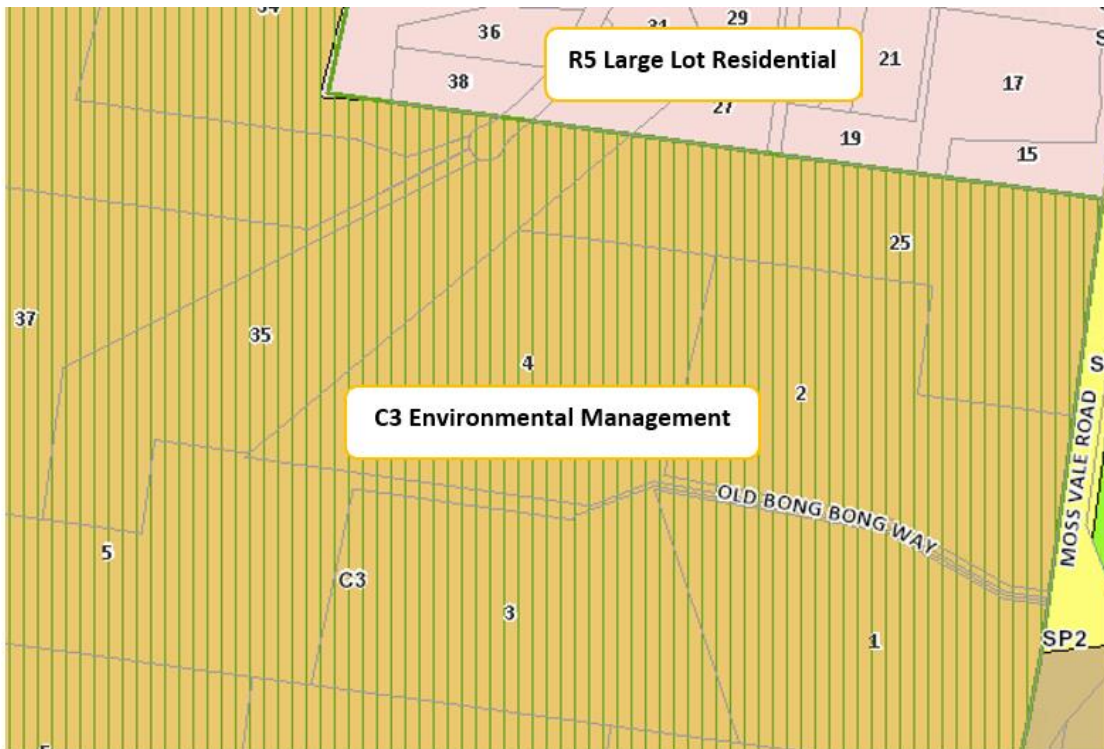 36
29
R5 Large Lot Residential
21
17
38
27
19
15
25
37
35
4
2
C3 Environmental Management
MOSS VALE ROAD
OLD BONG BONG WAY
5
C3
3
1
SP2